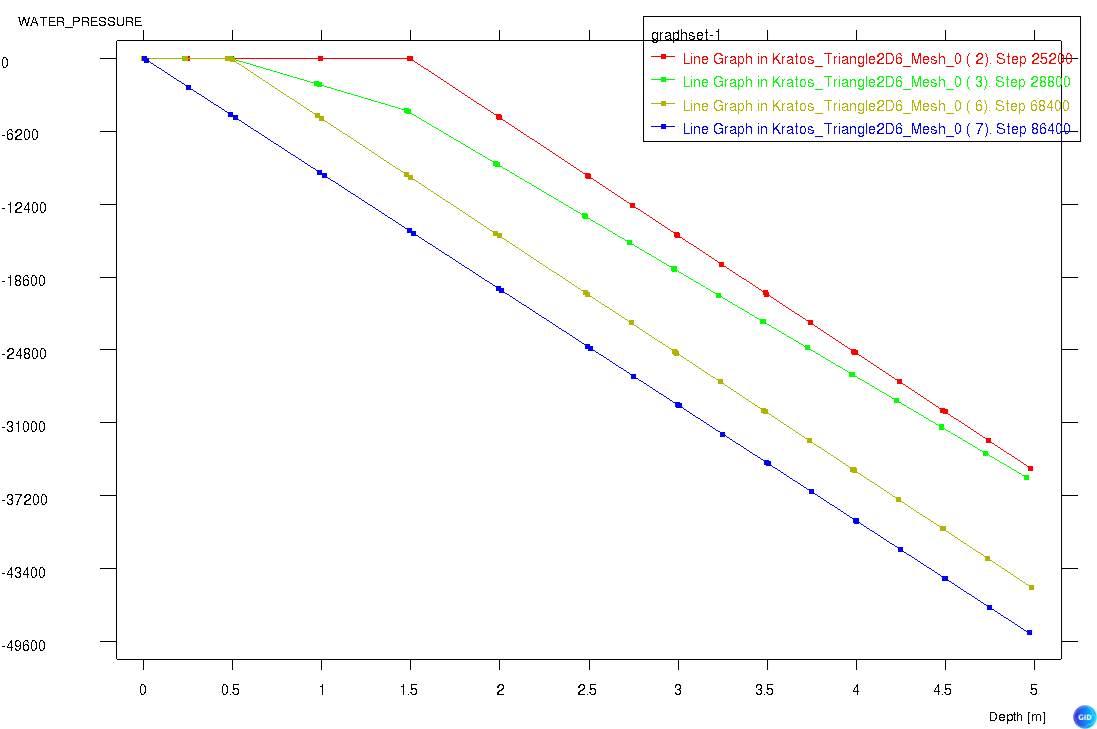 WATER_PRESSURE
graphset-1
Line Graph in Kratos_Triangle2D6_Mesh_0 ( 2). Step 25200
Line Graph in Kratos_Triangle2D6_Mesh_0 ( 3). Step 28800
Line Graph in Kratos_Triangle2D6_Mesh_0 ( 6). Step 68400
Line Graph in Kratos_Triangle2D6_Mesh_0 ( 7). Step 86400
0
-6200
-12400
-18600
-24800
-31000
-37200
-43400
-49600
0 0.5 1 1.5 2 2.5 3 3.5 4 4.5 5
Depth [m]
GiD